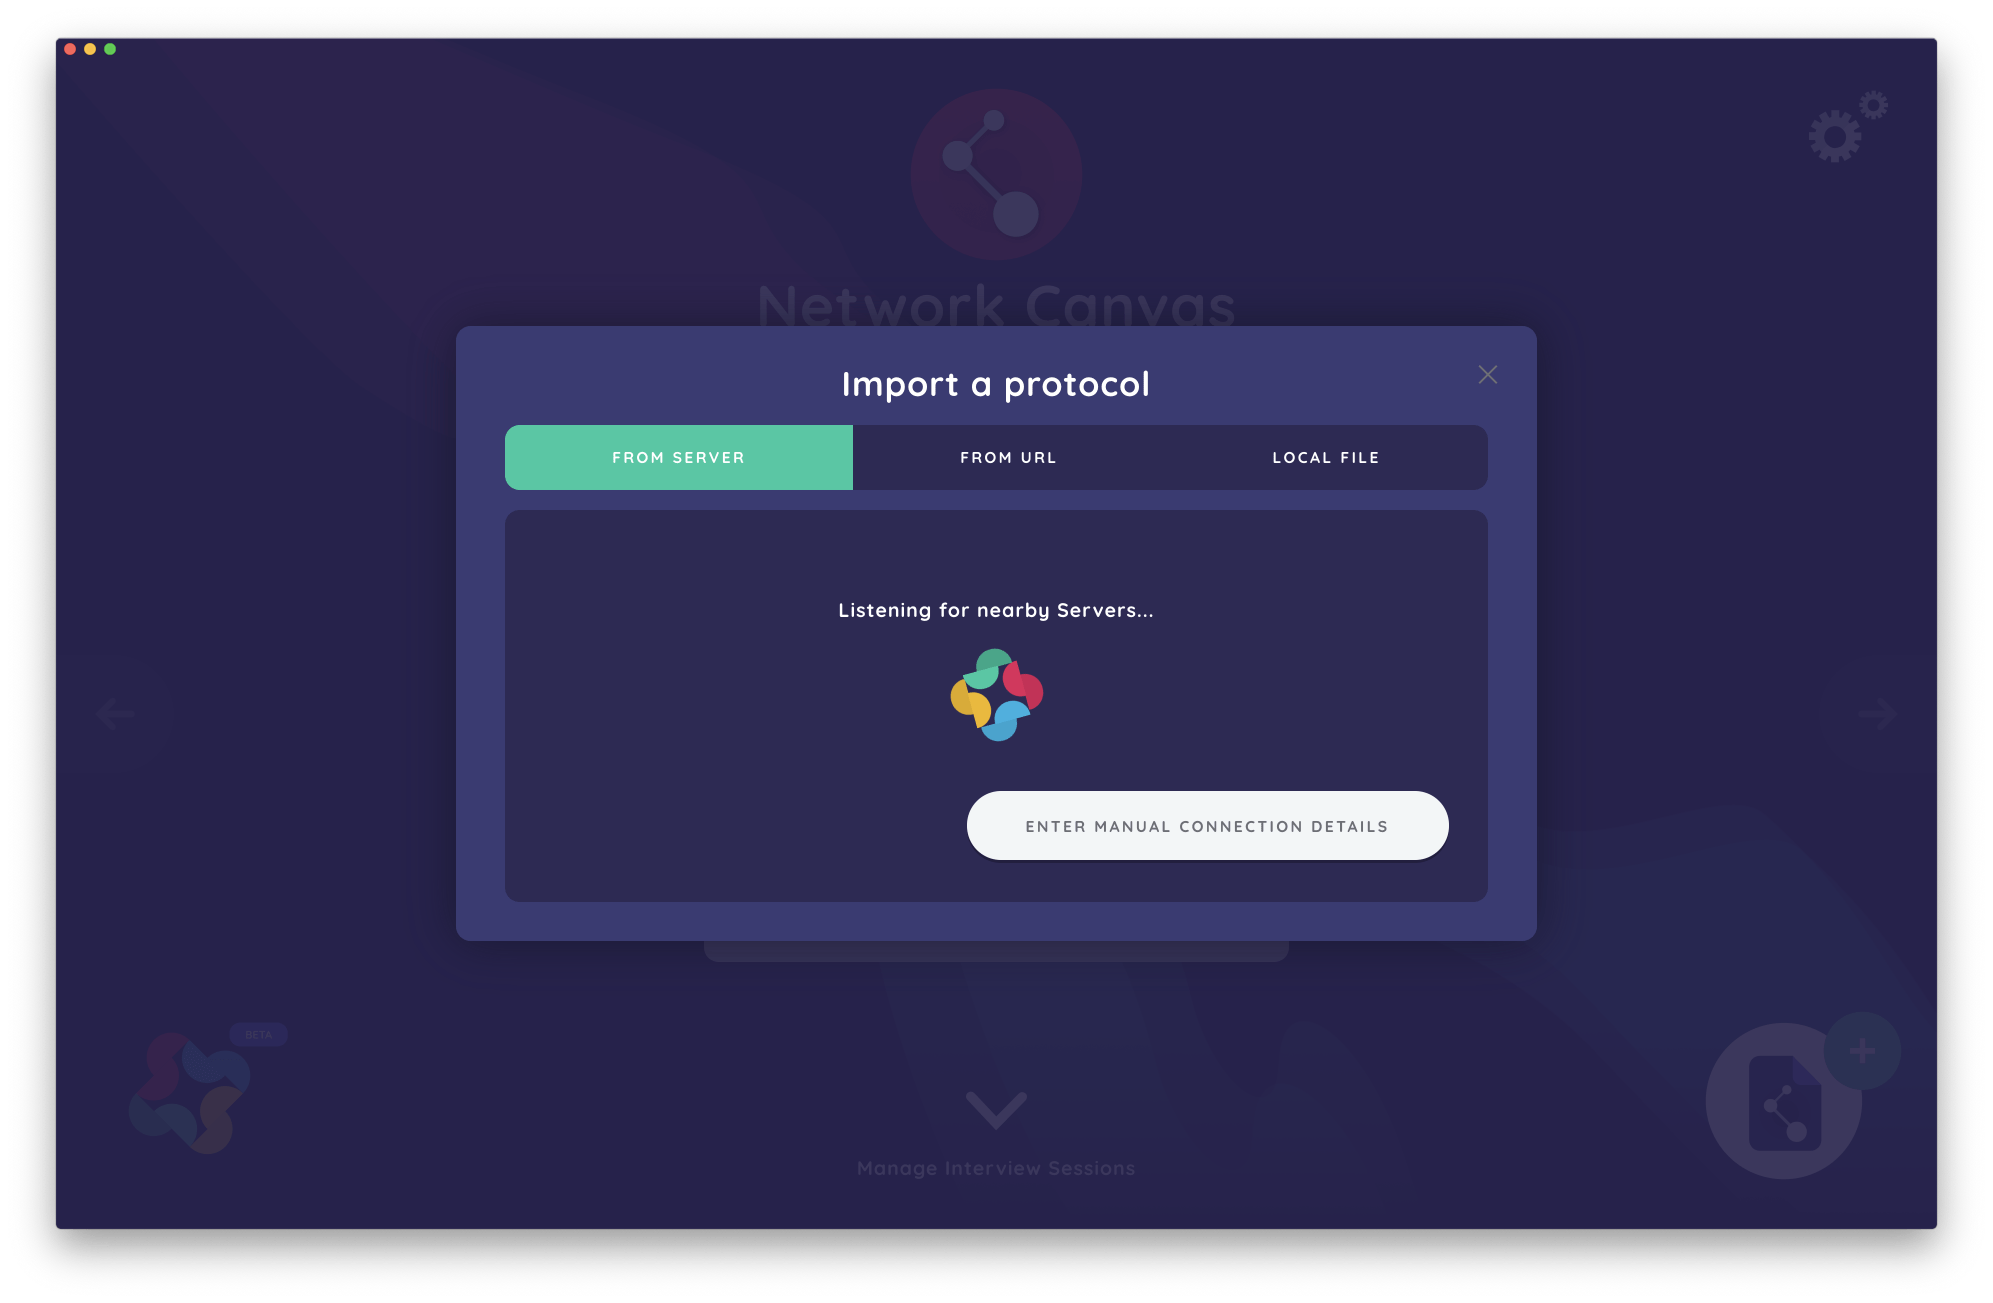 Network Canvas
Import a protocol
FROM SERVER
FROM URL
LOCAL FILE
Listening for nearby Servers...
ENTER MANUAL CONNECTION DETAILS
BETA
Manage Interview Sessions